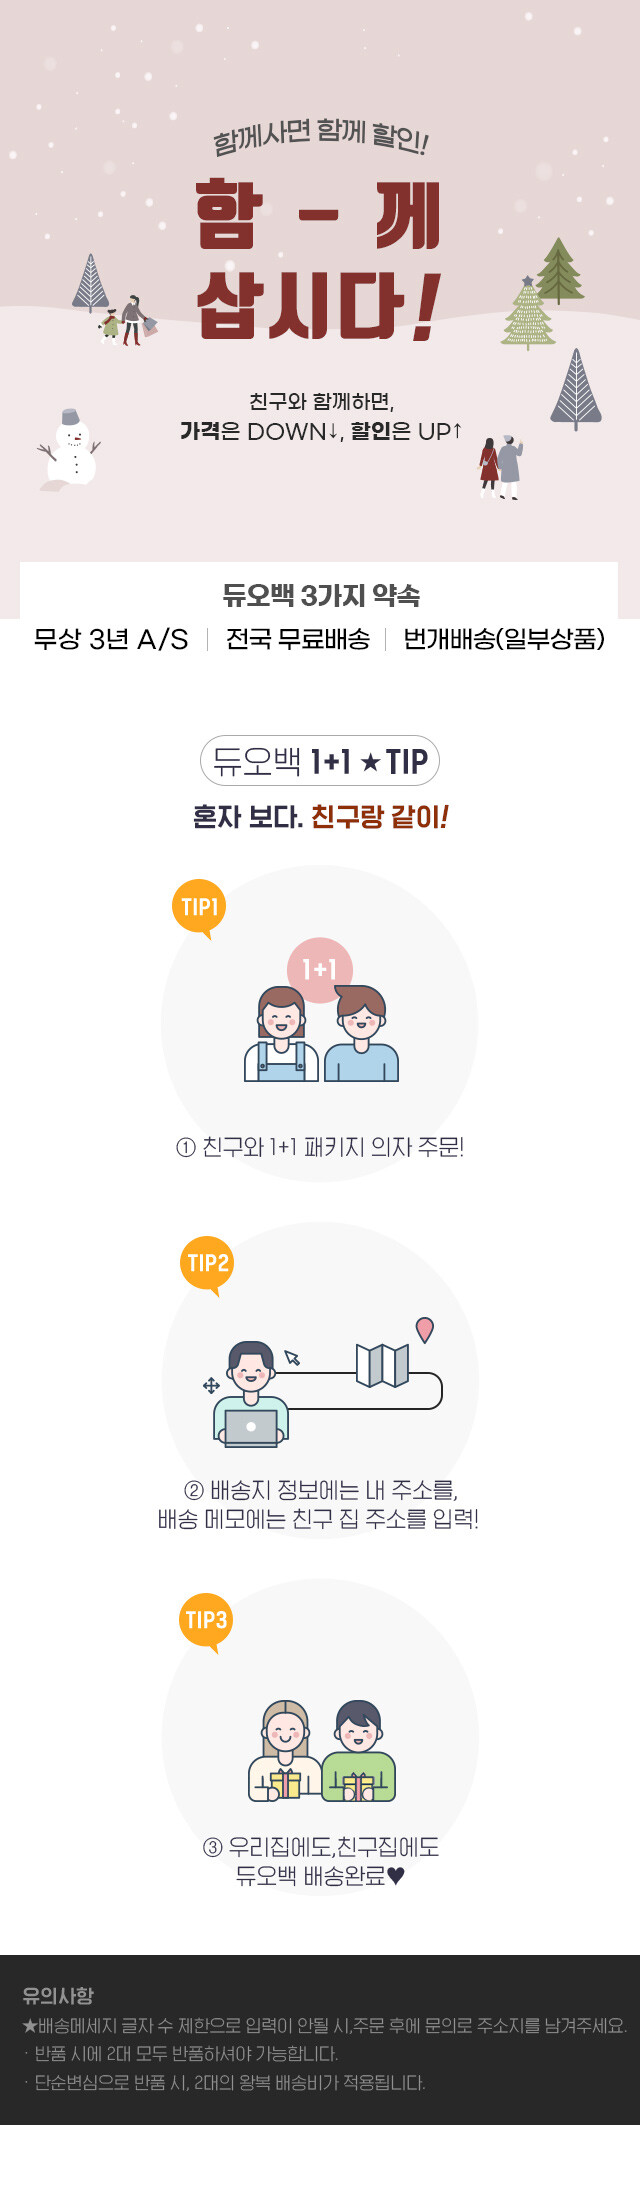 함께사면 함께 할인!
함 - 께
삽시다!
친구와 함께하면,
가격은 DOWN↓, 할인은 UP↑
듀오백 3가지 약속
무상 3년 A/S | 전국 무료배송 | 번개배송(일부상품)
듀오백 1+1 ★ TIP
혼자 보다. 친구랑 같이!
TIP1
1+1
① 친구와 1+1 패키지 의자 주문!
TIP2
② 배송지 정보에는 내 주소를,
배송 메모에는 친구 집 주소를 입력!
TIP3
③ 우리집에도,친구집에도
듀오백 배송완료♥
유의사항
★배송메세지 글자 수 제한으로 입력이 안될 시,주문 후에 문의로 주소지를 남겨주세요.
· 반품 시에 2대 모두 반품하셔야 가능합니다.
· 단순변심으로 반품 시, 2대의 왕복 배송비가 적용됩니다.